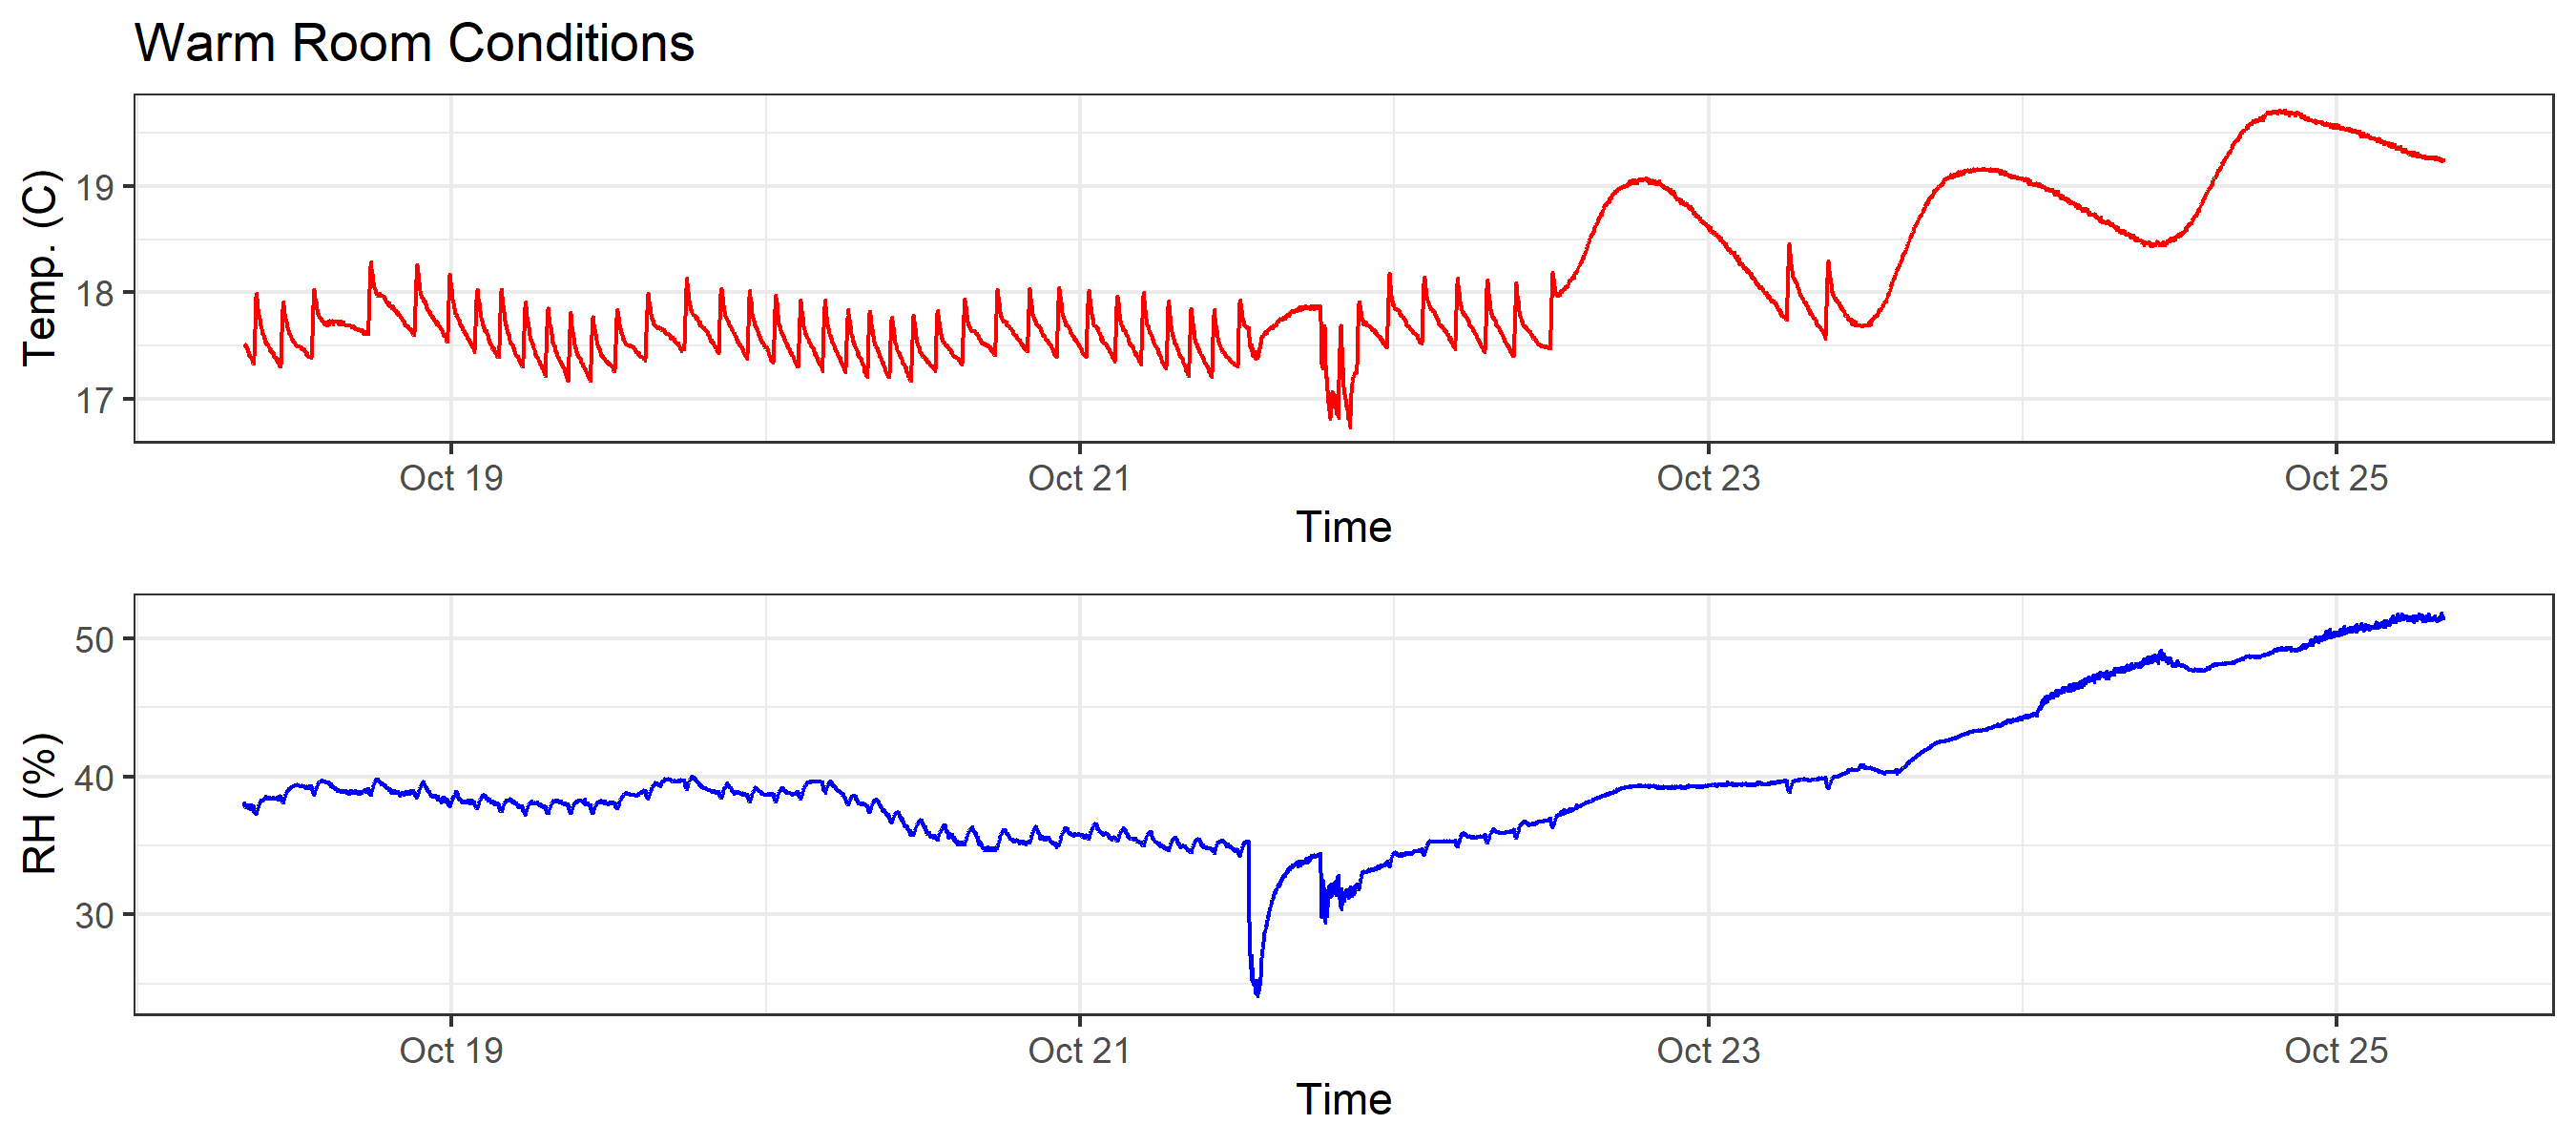 Warm Room Conditions
Temp. (C)
19
18
17
Oct 19 Oct 21 Oct 23 Oct 25
Time
RH (%)
50
40
30
Oct 19 Oct 21 Oct 23 Oct 25
Time